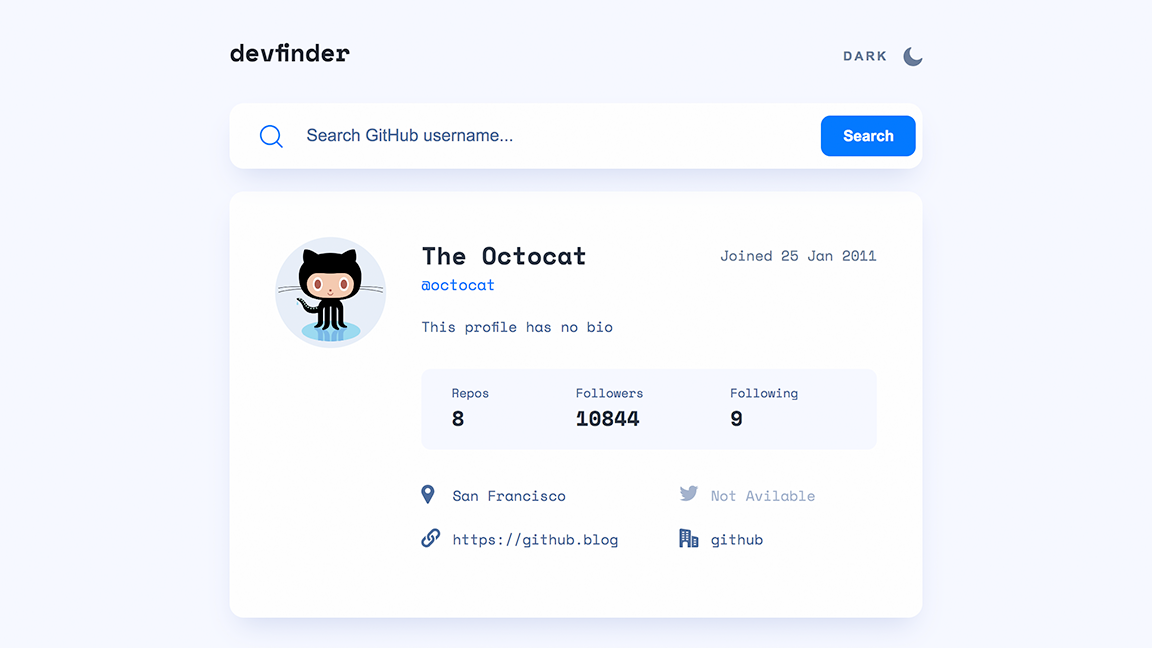 devfinder
DARK
Search GitHub username...
Search
The Octocat
Joined 25 Jan 2011
@octocat
This profile has no bio
Repos
Followers
Following
8
10844
9
San Francisco
Not Avilable
https://github.blog
github